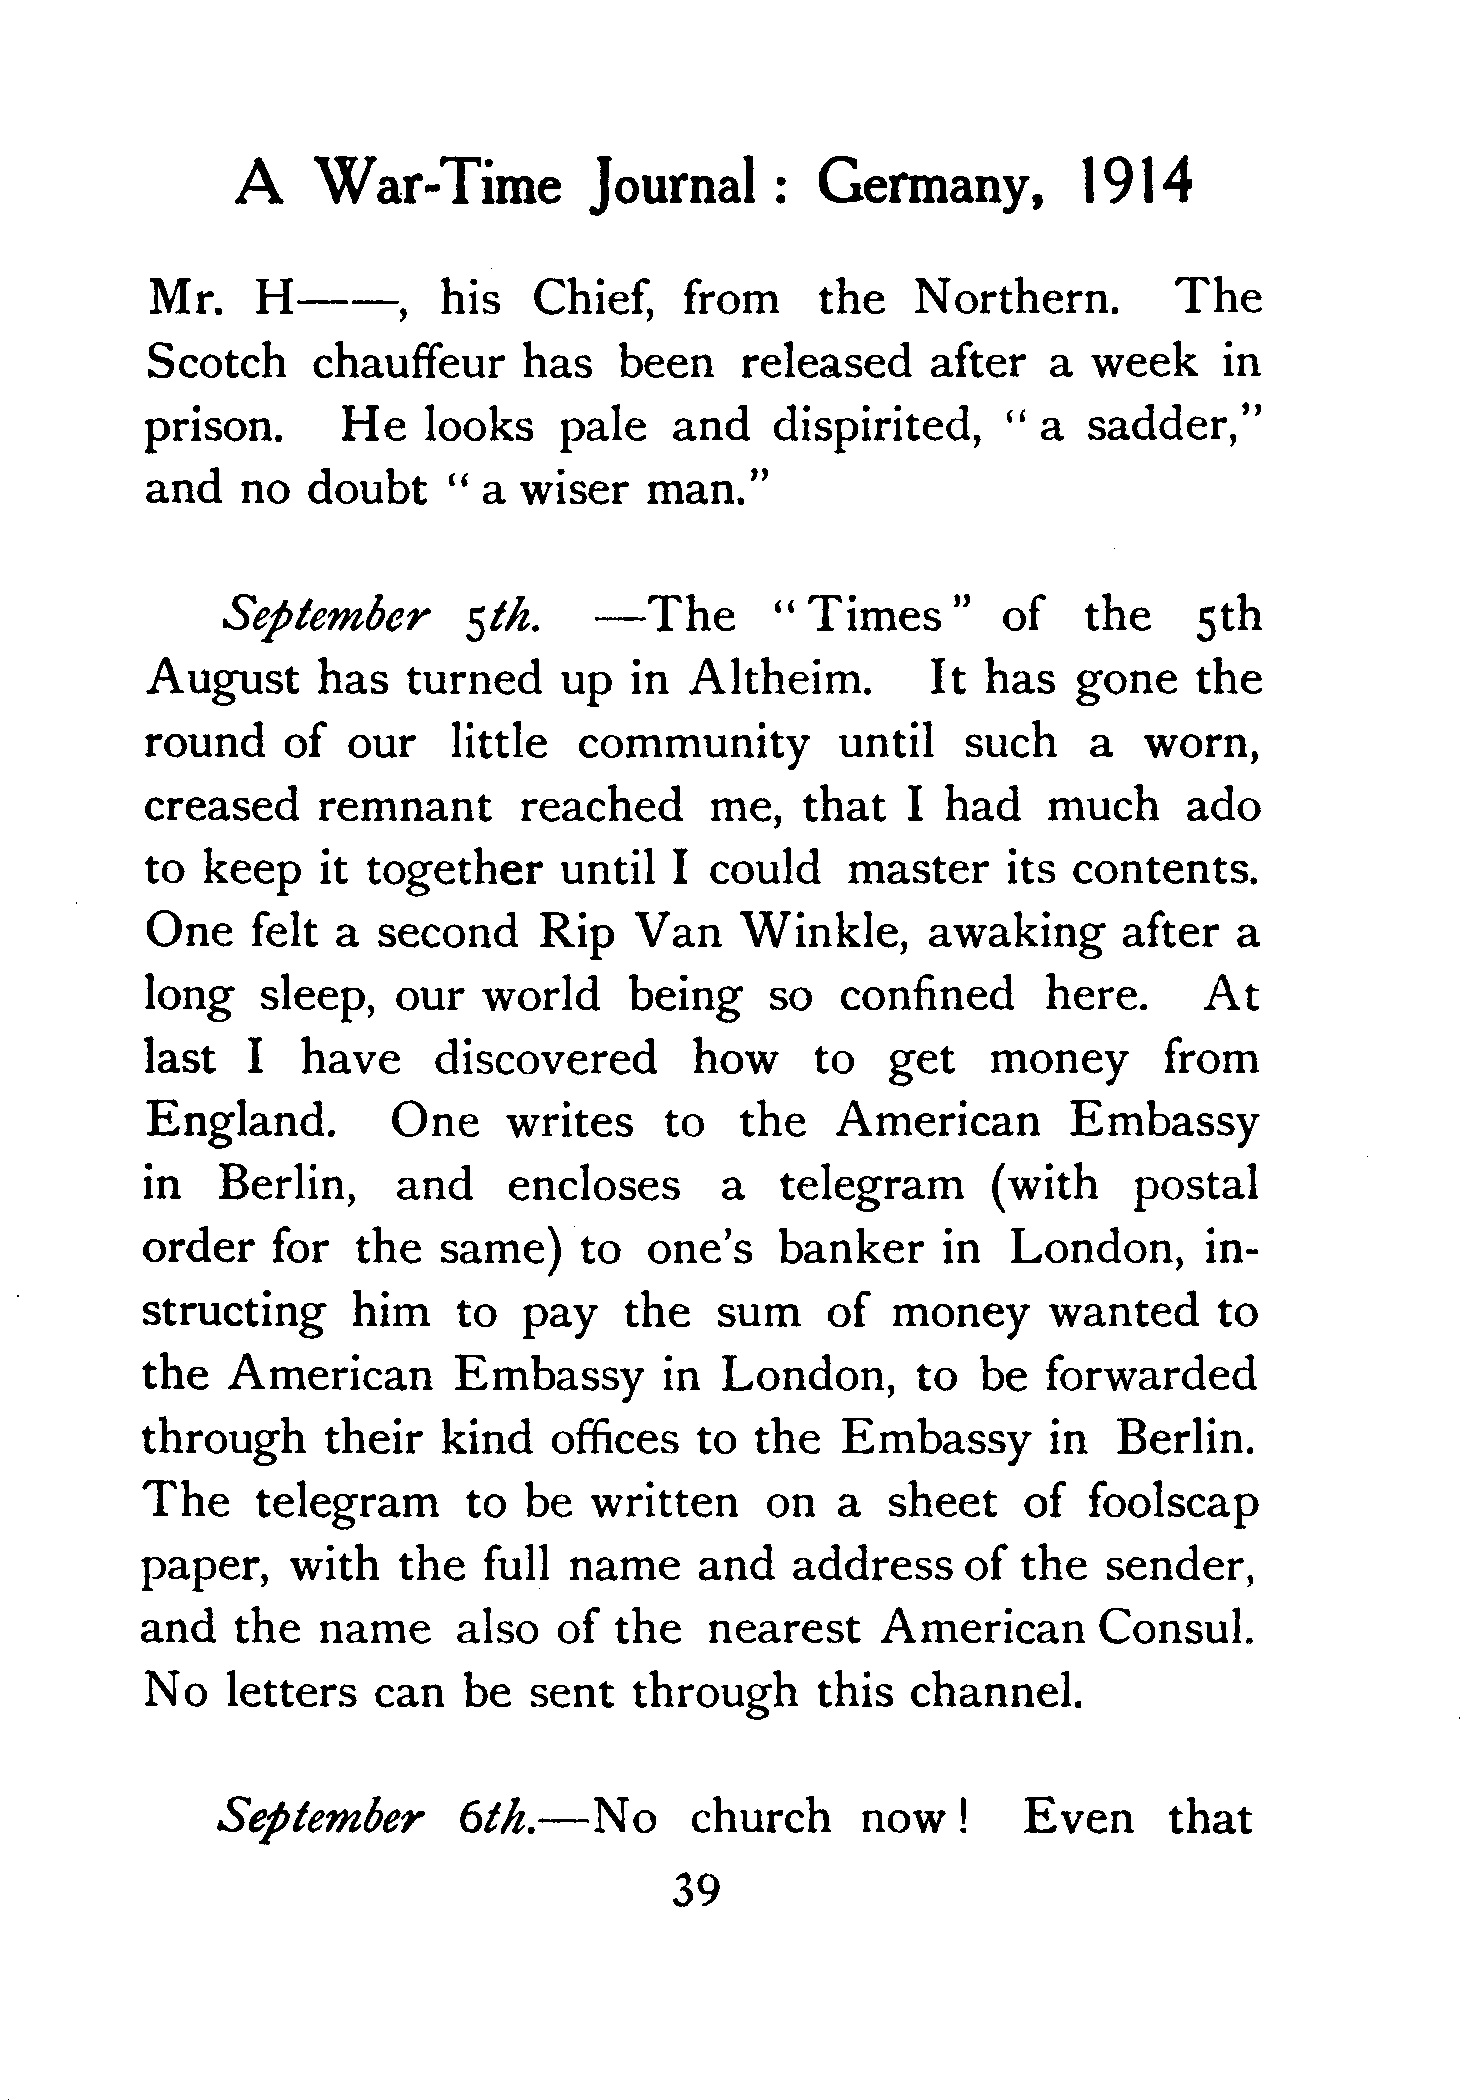 A War-Time Journal : Germany, 1914
Mr. H——, his Chief, from the Northern. The
Scotch chauffeur has been released after a week in
prison. He looks pale and dispirited, " a sadder,"
and no doubt " a wiser man."
September 5th. —The " Times " of the 5th
August has turned up in Altheim. It has gone the
round of our little community until such a worn,
creased remnant reached me, that I had much ado
to keep it together until I could master its contents.
One felt a second Rip Van Winkle, awaking after a
long sleep, our world being so confined here. At
last I have discovered how to get money from
England. One writes to the American Embassy
in Berlin, and encloses a telegram (with postal
order for the same) to one's banker in London, in-
structing him to pay the sum of money wanted to
the American Embassy in London, to be forwarded
through their kind offices to the Embassy in Berlin.
The telegram to be written on a sheet of foolscap
paper, with the full name and address of the sender,
and the name also of the nearest American Consul.
No letters can be sent through this channel.
September 6th.—No church now ! Even that
39